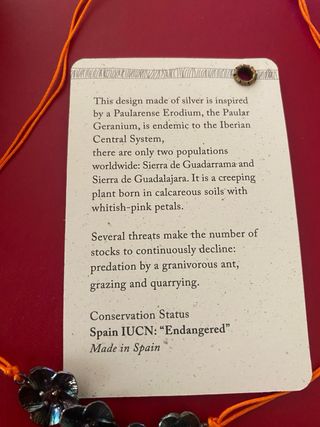 This design made of silver is inspired
by a Paularense Erodium, the Paular
Geranium, is endemic to the Iberian
Central System,
there are only two populations
worldwide: Sierra de Guadarrama and
Sierra de Guadalajara. It is a creeping
plant born in calcareous soils with
whitish-pink petals.
Several threats make the number of
stocks to continuously decline:
predation by a granivorous ant,
grazing and quarrying.
Conservation Status
Spain IUCN: “Endangered”
Made in Spain